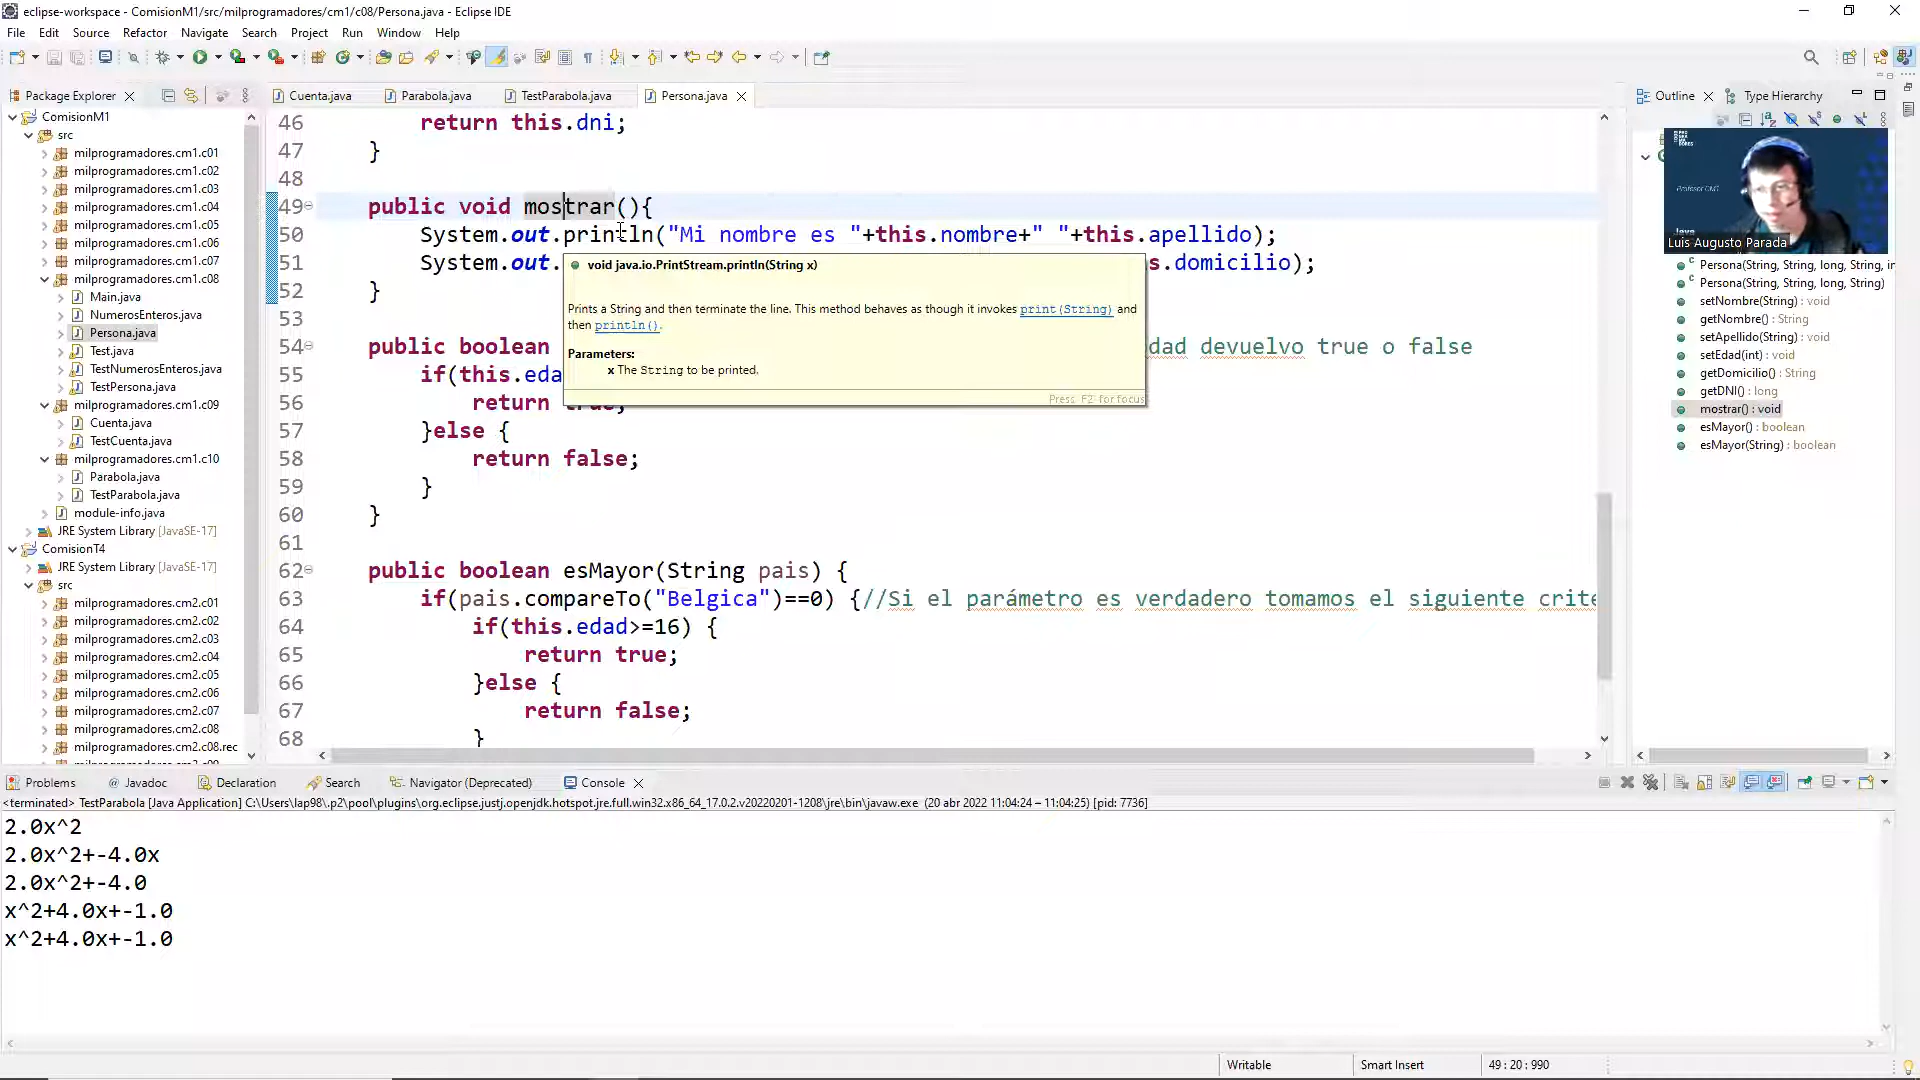 eclipse-workspace - ComisionM1/src/milprogramadores/cm1/c08/Persona.java - Eclipse IDE
File Edit Source Refactor Navigate Search Project Run Window Help
Package Explorer
ComisionM1
src
milprogramadores.cm1.c01
milprogramadores.cm1.c02
milprogramadores.cm1.c03
milprogramadores.cm1.c04
milprogramadores.cm1.c05
milprogramadores.cm1.c06
milprogramadores.cm1.c07
milprogramadores.cm1.c08
Main.java
NumerosEnteros.java
Persona.java
Test.java
TestNumerosEnteros.java
TestPersona.java
milprogramadores.cm1.c09
Cuenta.java
TestCuenta.java
milprogramadores.cm1.c10
Parabola.java
TestParabola.java
module-info.java
JRE System Library [JavaSE-17]
ComisionT4
JRE System Library [JavaSE-17]
src
milprogramadores.cm2.c01
milprogramadores.cm2.c02
milprogramadores.cm2.c03
milprogramadores.cm2.c04
milprogramadores.cm2.c05
milprogramadores.cm2.c06
milprogramadores.cm2.c07
milprogramadores.cm2.c08
milprogramadores.cm2.c08.rec
Cuenta.java Parabola.java TestParabola.java Persona.java
46 return this.dni;
47 }
48
49 public void mostrar(){
50 System.out.println("Mi nombre es "+this.nombre+" "+this.apellido);
51 System.out. s.domicilio);
52 }
53
54 public boolean dad devuelvo true o false
55 if(this.eda
56 return true;
57 }else {
58 return false;
59 }
60 }
61
62 public boolean esMayor(String pais) {
63 if(pais.compareTo("Belgica")==0) {//Si el parámetro es verdadero tomamos el siguiente crite
64 if(this.edad>=16) {
65 return true;
66 }else {
67 return false;
68 }
void java.io.PrintStream.println(String x)
Prints a String and then terminate the line. This method behaves as though it invokes print(String) and
then println().
Parameters:
x The String to be printed.
Press 'F2' for focus
Outline Type Hierarchy
Profesor CM1
Java
Luis Augusto Parada
Persona(String, String, long, String, in
Persona(String, String, long, String)
setNombre(String) : void
getNombre() : String
setApellido(String) : void
setEdad(int) : void
getDomicilio() : String
getDNI() : long
mostrar() : void
esMayor() : boolean
esMayor(String) : boolean
Problems Javadoc Declaration Search Navigator (Deprecated) Console
<terminated> TestParabola [Java Application] C:\Users\lap98\.p2\pool\plugins\org.eclipse.justj.openjdk.hotspot.jre.full.win32.x86_64_17.0.2.v20220201-1208\jre\bin\javaw.exe (20 abr 2022 11:04:24 – 11:04:25) [pid: 7736]
2.0x^2
2.0x^2+-4.0x
2.0x^2+-4.0
x^2+4.0x+-1.0
x^2+4.0x+-1.0
Writable Smart Insert 49 : 20 : 990